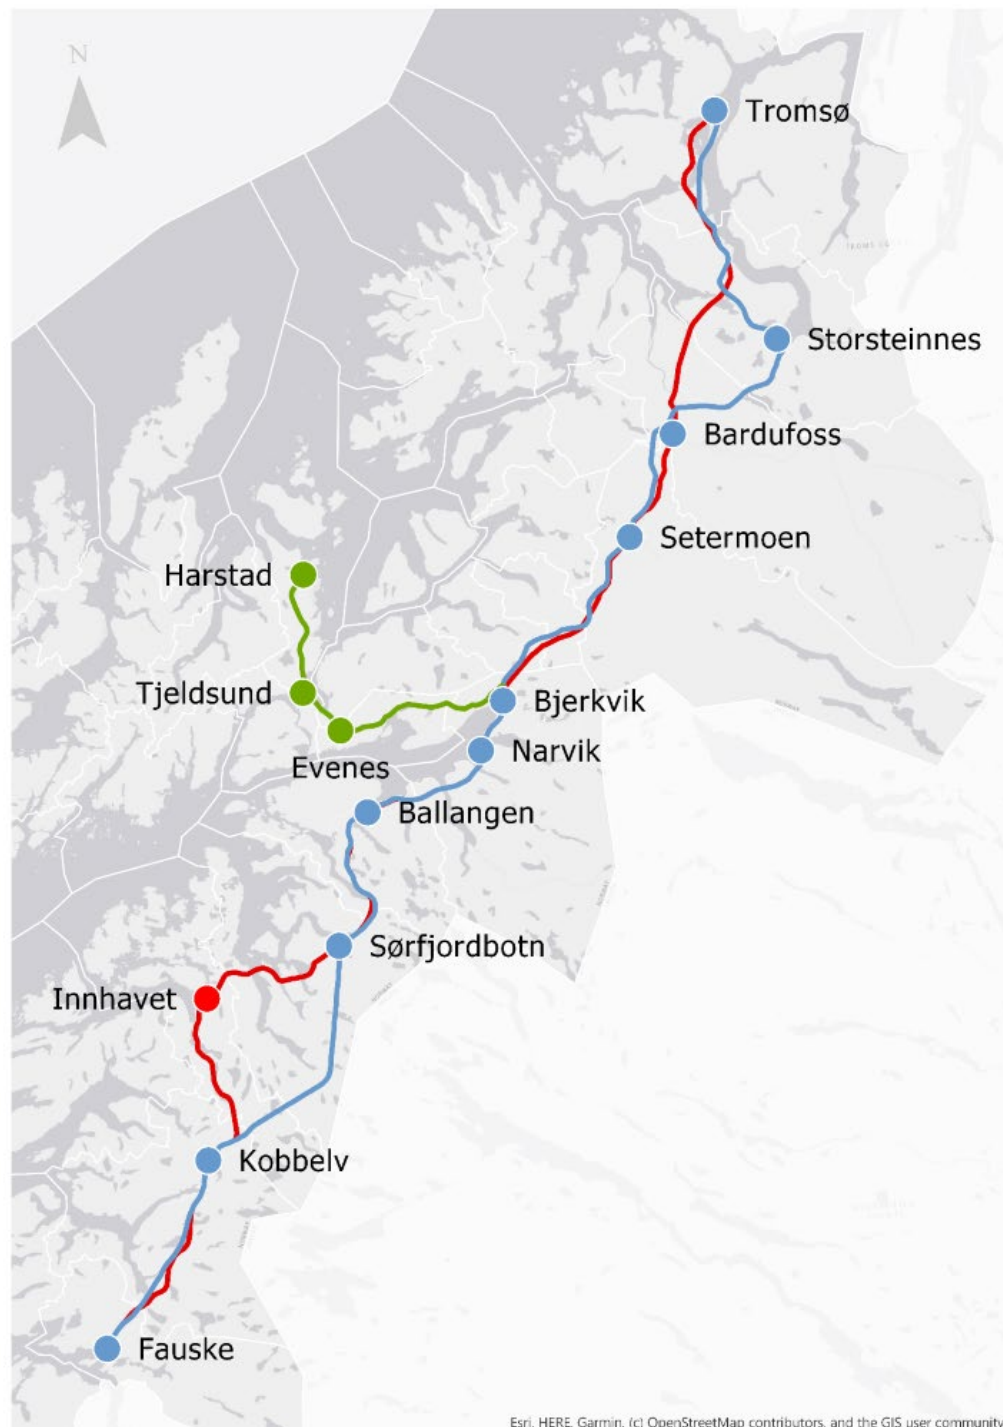 N
Tromsø
Storsteinnes
Bardufoss
Setermoen
Harstad
Tjeldsund
Bjerkvik
Evenes
Narvik
Ballangen
Sørfjordbotn
Innhavet
Kobbelv
Fauske
Esri, HERE, Garmin, (c) OpenStreetMap contributors, and the GIS user community